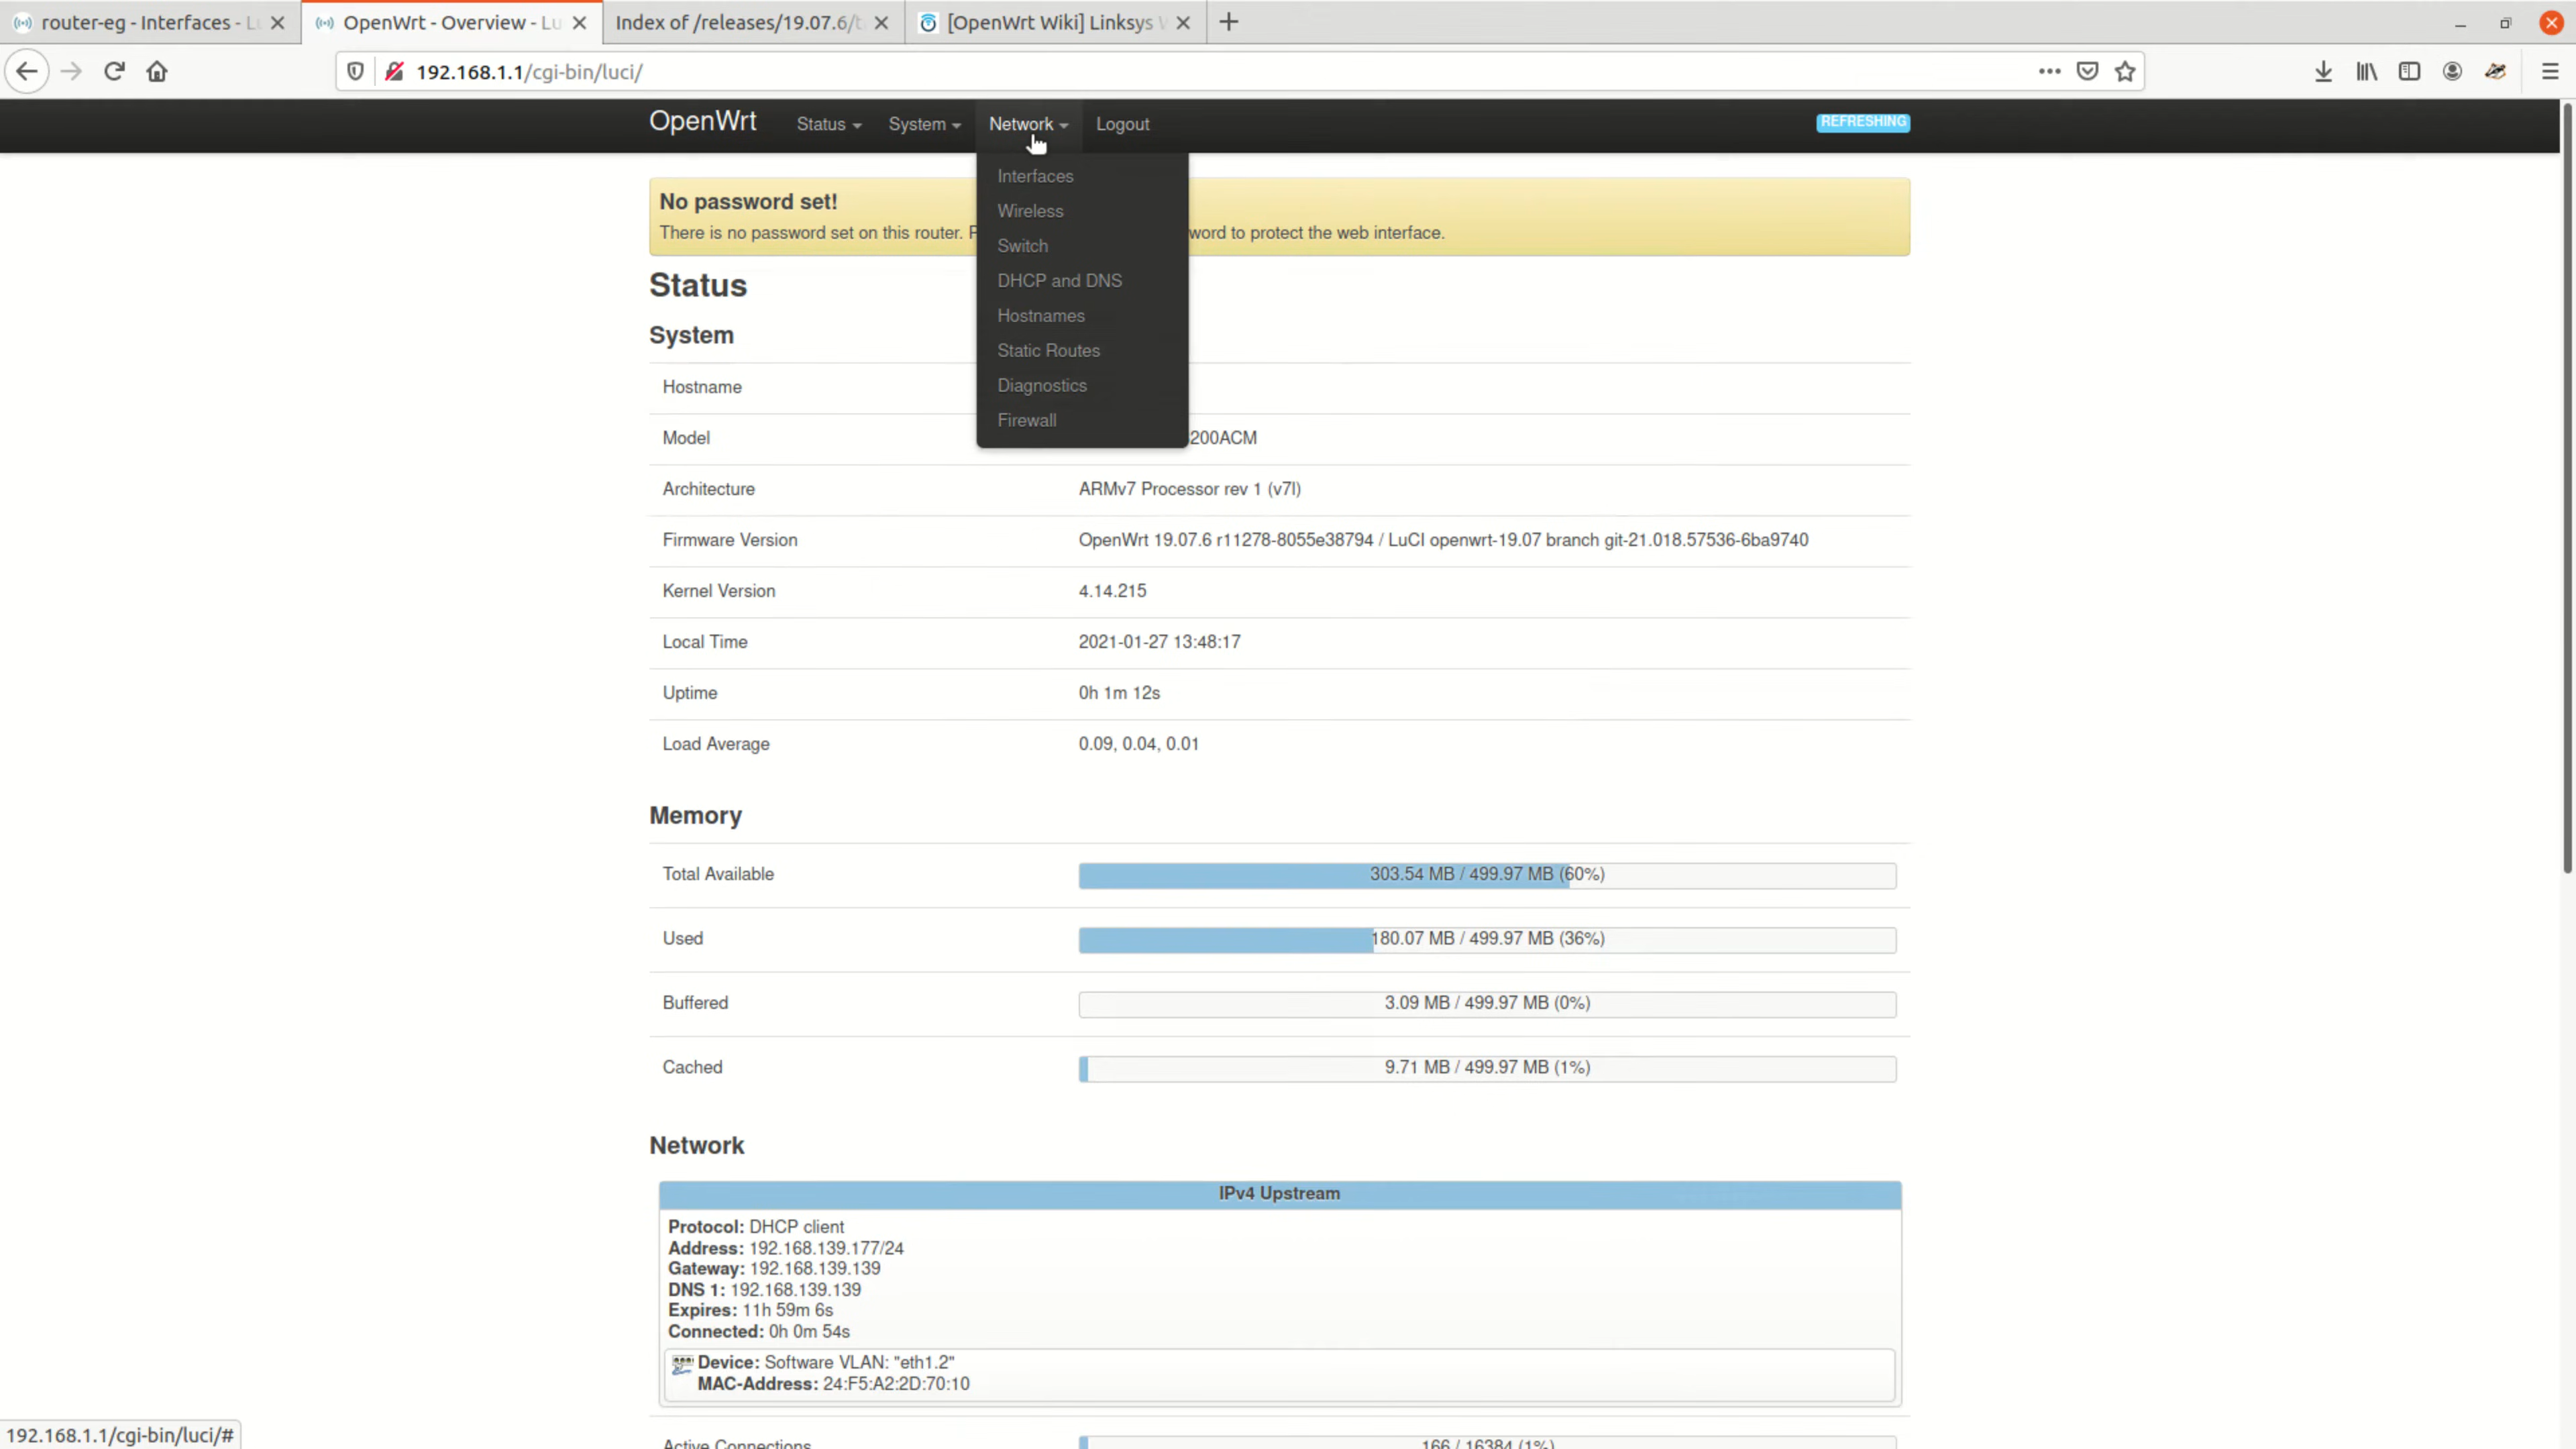 router-eg - Interfaces - L
OpenWrt - Overview - Lu
Index of /releases/19.07.6/t
[OpenWrt Wiki] Linksys
192.168.1.1/cgi-bin/luci/
OpenWrt
Status
System
Network
Logout
REFRESHING
Interfaces
Wireless
Switch
DHCP and DNS
Hostnames
Static Routes
Diagnostics
Firewall
No password set!
There is no password set on this router. P word to protect the web interface.
Status
System
Hostname
Model 200ACM
Architecture ARMv7 Processor rev 1 (v7l)
Firmware Version OpenWrt 19.07.6 r11278-8055e38794 / LuCI openwrt-19.07 branch git-21.018.57536-6ba9740
Kernel Version 4.14.215
Local Time 2021-01-27 13:48:17
Uptime 0h 1m 12s
Load Average 0.09, 0.04, 0.01
Memory
Total Available 303.54 MB / 499.97 MB (60%)
Used 180.07 MB / 499.97 MB (36%)
Buffered 3.09 MB / 499.97 MB (0%)
Cached 9.71 MB / 499.97 MB (1%)
Network
IPv4 Upstream
Protocol: DHCP client
Address: 192.168.139.177/24
Gateway: 192.168.139.139
DNS 1: 192.168.139.139
Expires: 11h 59m 6s
Connected: 0h 0m 54s
Device: Software VLAN: "eth1.2"
MAC-Address: 24:F5:A2:2D:70:10
192.168.1.1/cgi-bin/luci/#
Active Connections 166 / 16384 (1%)